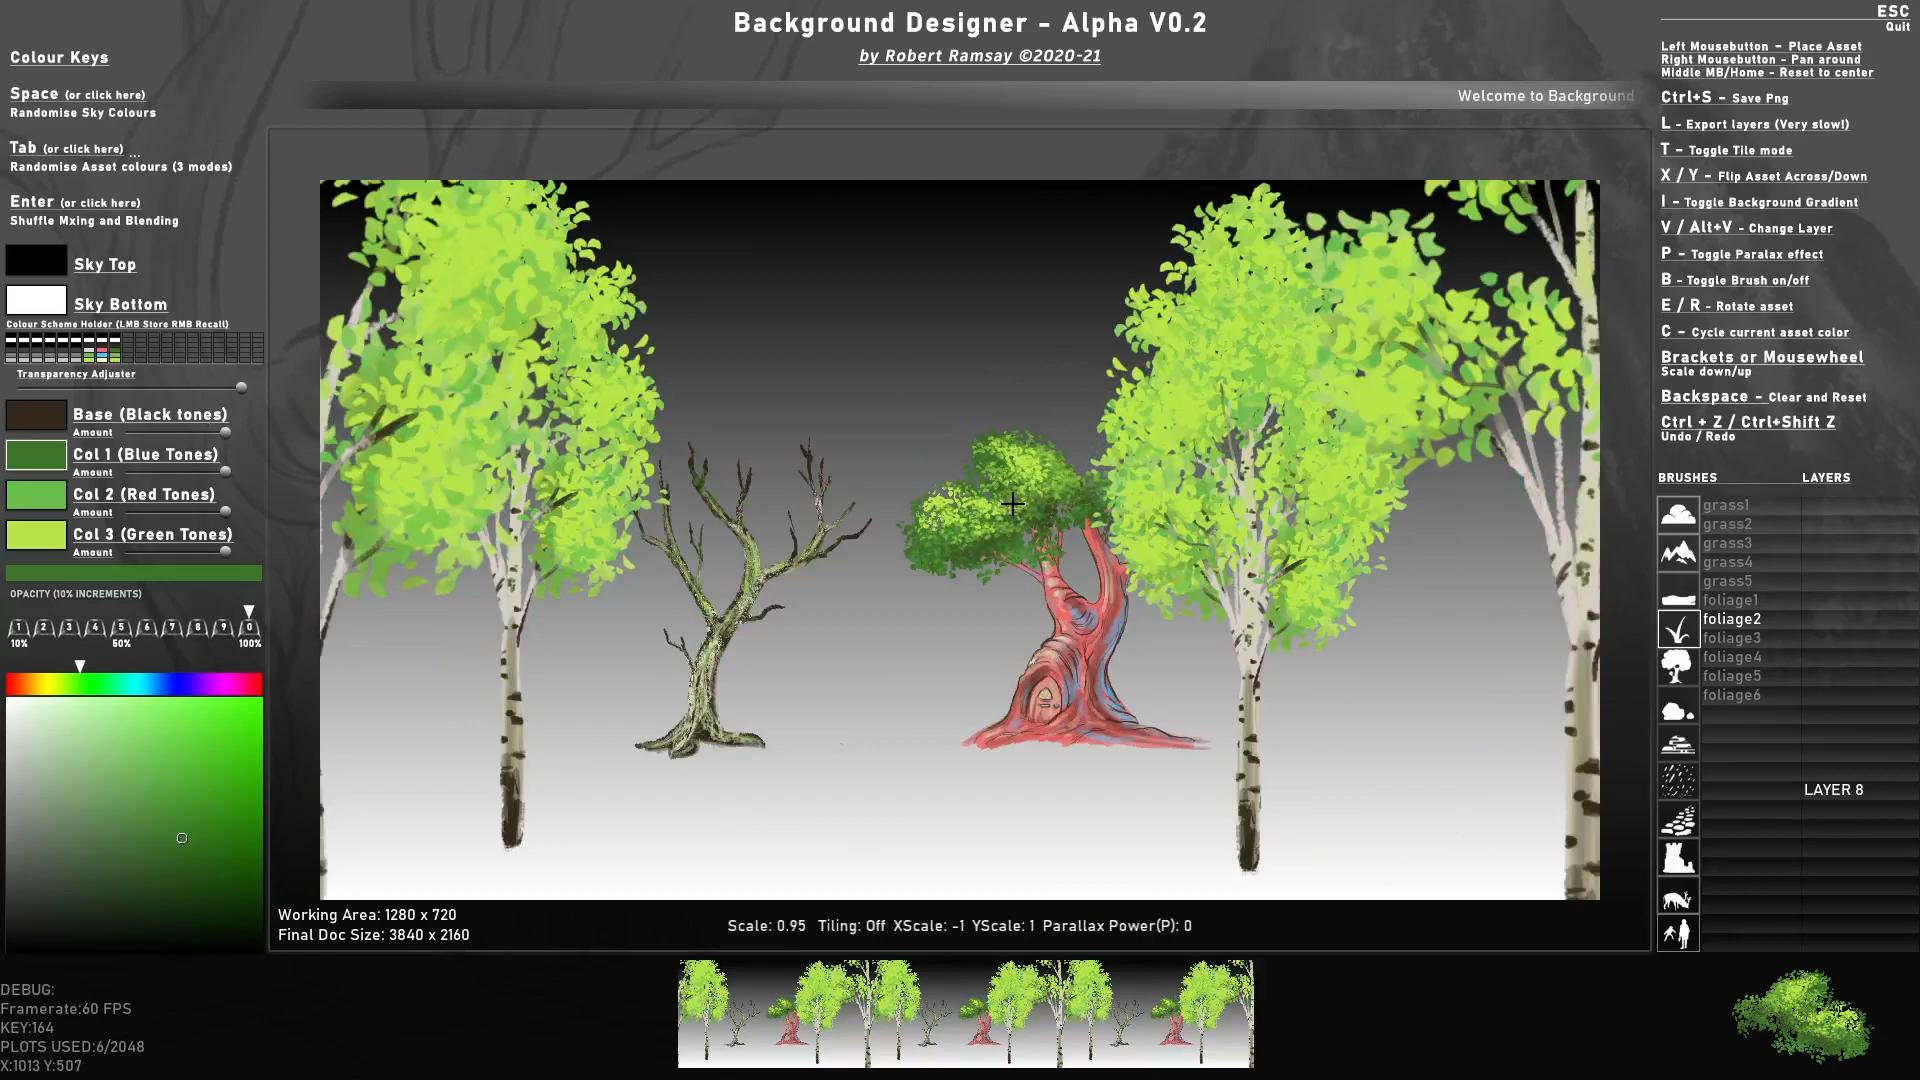 Background Designer - Alpha V0.2
by Robert Ramsay ©2020-21
Welcome to Background
Colour Keys
Space (or click here)
Randomise Sky Colours
Tab (or click here) ...
Randomise Asset colours (3 modes)
Enter (or click here)
Shuffle Mxing and Blending
Sky Top
Sky Bottom
Colour Scheme Holder (LMB Store RMB Recall)
Transparency Adjuster
Base (Black tones)
Amount
Col 1 (Blue Tones)
Amount
Col 2 (Red Tones)
Amount
Col 3 (Green Tones)
Amount
OPACITY (10% INCREMENTS)
1 2 3 4 5 6 7 8 9 0
10% 50% 100%
DEBUG:
Framerate:60 FPS
KEY:164
PLOTS USED:6/2048
X:1013 Y:507
Working Area: 1280 x 720
Final Doc Size: 3840 x 2160
Scale: 0.95 Tiling: Off XScale: -1 YScale: 1 Parallax Power(P): 0
ESC
Quit
Left Mousebutton - Place Asset
Right Mousebutton - Pan around
Middle MB/Home - Reset to center
Ctrl+S - Save Png
L - Export layers (Very slow!)
T - Toggle Tile mode
X / Y - Flip Asset Across/Down
I - Toggle Background Gradient
V / Alt+V - Change Layer
P - Toggle Paralax effect
B - Toggle Brush on/off
E / R - Rotate asset
C - Cycle current asset color
Brackets or Mousewheel
Scale down/up
Backspace - Clear and Reset
Ctrl + Z / Ctrl+Shift Z
Undo / Redo
BRUSHES LAYERS
grass1
grass2
grass3
grass4
grass5
foliage1
foliage2
foliage3
foliage4
foliage5
foliage6
LAYER 8